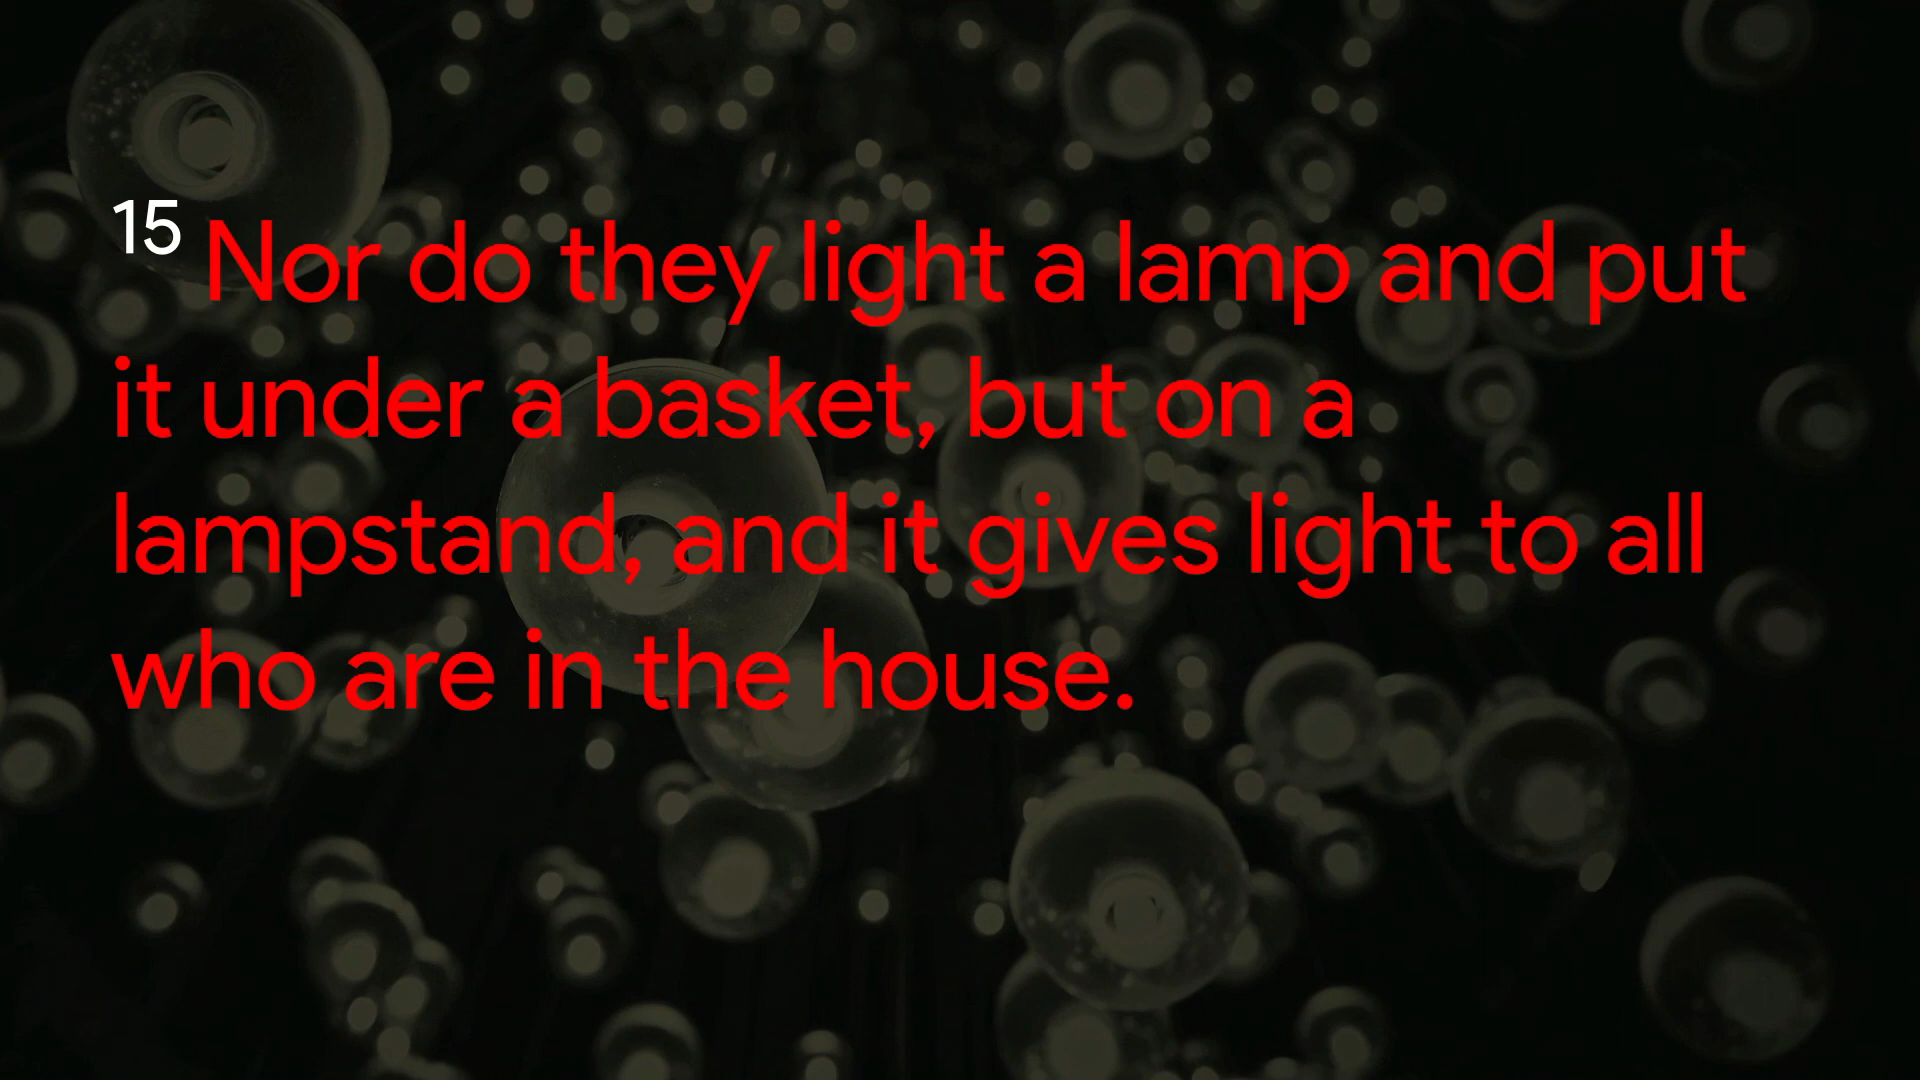 15 Nor do they light a lamp and put
it under a basket, but on a
lampstand, and it gives light to all
who are in the house.